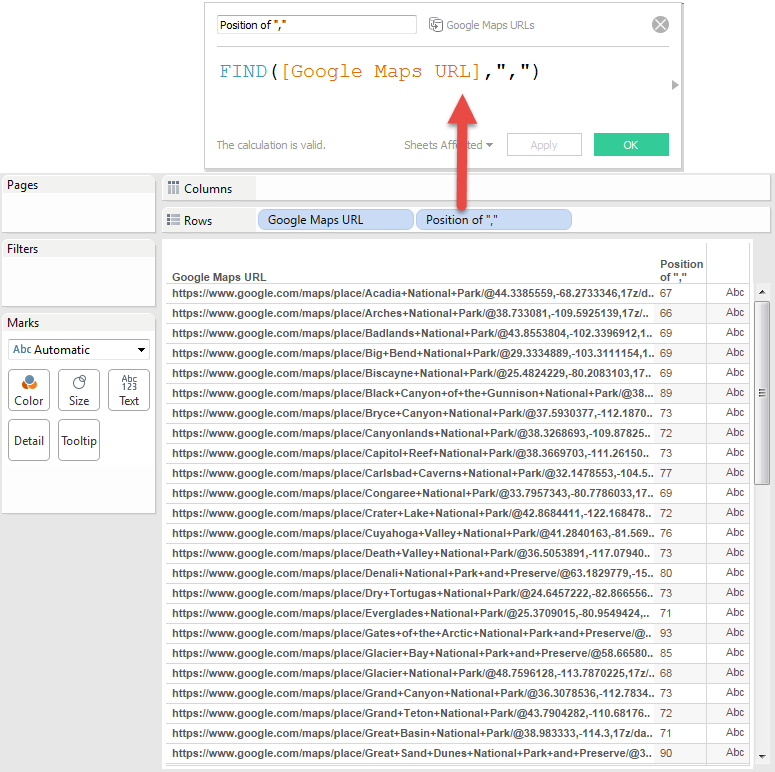 Position of ","
Google Maps URLs
FIND([Google Maps URL],",")
The calculation is valid.
Sheets Affected
Apply
OK
Pages
Columns
Rows
Google Maps URL
Position of ","
Filters
Marks
Abc Automatic
Color
Size
Abc
123
Text
Detail
Tooltip
Google Maps URL
Position
of ","
https://www.google.com/maps/place/Acadia+National+Park/@44.3385559,-68.2733346,17z/d.. 67 Abc
https://www.google.com/maps/place/Arches+National+Park/@38.733081,-109.5925139,17z/.. 66 Abc
https://www.google.com/maps/place/Badlands+National+Park/@43.8553804,-102.3396912,1.. 69 Abc
https://www.google.com/maps/place/Big+Bend+National+Park/@29.3334889,-103.3111154,1.. 69 Abc
https://www.google.com/maps/place/Biscayne+National+Park/@25.4824229,-80.2083103,17.. 69 Abc
https://www.google.com/maps/place/Black+Canyon+of+the+Gunnison+National+Park/@38... 89 Abc
https://www.google.com/maps/place/Bryce+Canyon+National+Park/@37.5930377,-112.1870.. 73 Abc
https://www.google.com/maps/place/Canyonlands+National+Park/@38.3268693,-109.87825.. 72 Abc
https://www.google.com/maps/place/Capitol+Reef+National+Park/@38.3669703,-111.26150.. 73 Abc
https://www.google.com/maps/place/Carlsbad+Caverns+National+Park/@32.1478553,-104.5.. 77 Abc
https://www.google.com/maps/place/Congaree+National+Park/@33.7957343,-80.7786033,17.. 69 Abc
https://www.google.com/maps/place/Crater+Lake+National+Park/@42.8684411,-122.168478.. 72 Abc
https://www.google.com/maps/place/Cuyahoga+Valley+National+Park/@41.2840163,-81.569.. 76 Abc
https://www.google.com/maps/place/Death+Valley+National+Park/@36.5053891,-117.07940.. 73 Abc
https://www.google.com/maps/place/Denali+National+Park+and+Preserve/@63.1829779,-15.. 80 Abc
https://www.google.com/maps/place/Dry+Tortugas+National+Park/@24.6457222,-82.866556.. 73 Abc
https://www.google.com/maps/place/Everglades+National+Park/@25.3709015,-80.9549424,.. 71 Abc
https://www.google.com/maps/place/Gates+of+the+Arctic+National+Park+and+Preserve/@.. 93 Abc
https://www.google.com/maps/place/Glacier+Bay+National+Park+and+Preserve/@58.66580.. 85 Abc
https://www.google.com/maps/place/Glacier+National+Park/@48.7596128,-113.7870225,17z/.. 68 Abc
https://www.google.com/maps/place/Grand+Canyon+National+Park/@36.3078536,-112.7834.. 73 Abc
https://www.google.com/maps/place/Grand+Teton+National+Park/@43.7904282,-110.68176.. 72 Abc
https://www.google.com/maps/place/Great+Basin+National+Park/@38.983333,-114.3,17z/da.. 71 Abc
https://www.google.com/maps/place/Great+Sand+Dunes+National+Park+and+Preserve/@3.. 90 Abc